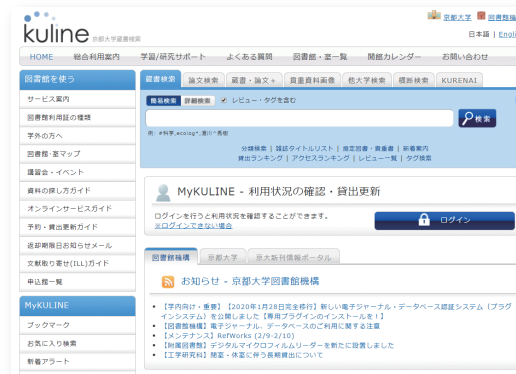 京都大学 図書館機
kuline 京都大学蔵書検索
日本語 | Engli
HOME 総合利用案内 学習/研究サポート よくある質問 図書館・室一覧 開館カレンダー お問い合わせ
図書館を使う
サービス案内
図書館利用証の種類
学外の方へ
図書館・室マップ
講習会・イベント
資料の探し方ガイド
オンラインサービスガイド
予約・貸出更新ガイド
返却期限日お知らせメール
文献取り寄せ(ILL)ガイド
申込館一覧
MyKULINE
ブックマーク
お気に入り検索
新着アラート
蔵書検索 論文検索 蔵書・論文+ 貴重資料画像 他大学検索 横断検索 KURENAI
簡易検索 詳細検索 レビュー・タグを含む
検索
例: #科学,ecolog*,湯川^秀樹
分類検索 | 雑誌タイトルリスト | 指定図書・貴重書 | 新着案内
貸出ランキング | アクセスランキング | レビュー一覧 | タグ検索
MyKULINE - 利用状況の確認・貸出更新
ログインを行うと利用状況を確認することができます。
※ログインできない場合
ログイン
図書館機構 京都大学 京大新刊情報ポータル
お知らせ - 京都大学図書館機構
• 【学内向け・重要】【2020年1月28日完全移行】新しい電子ジャーナル・データベース認証システム（プラグ
インシステム）を公開しました【専用プラグインのインストールを！】
• 【図書館機構】電子ジャーナル、データベースのご利用に関する注意
• 【メンテナンス】RefWorks (2/9-2/10)
• 【附属図書館】デジタルマイクロフィルムリーダーを新たに設置しました
• 【工学研究科】閉室・休室に伴う長期貸出について